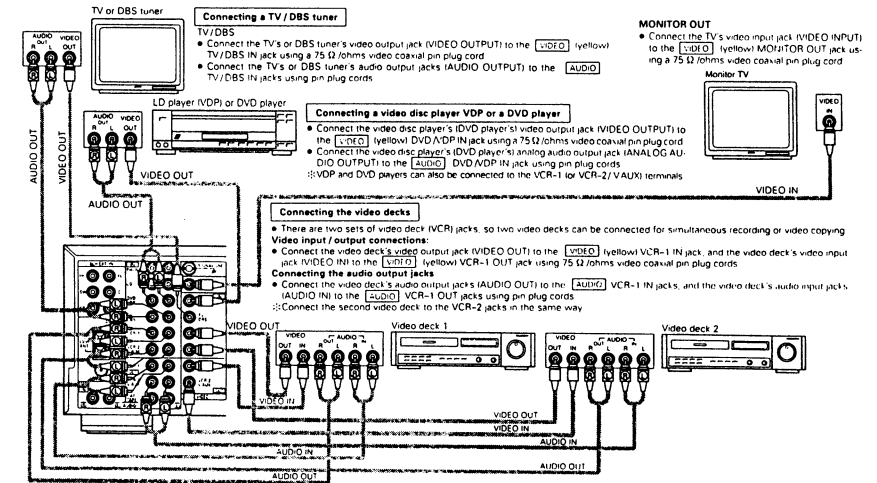 TV or DBS tuner
AUDIO OUT
R L
VIDEO OUT
AUDIO OUT
VIDEO OUT
Connecting a TV / DBS tuner
TV/DBS
• Connect the TV's or DBS tuner's video output jack (VIDEO OUTPUT) to the VIDEO (yellow)
TV/DBS IN jack using a 75 Ω/ohms video coaxial pin plug cord
• Connect the TV's or DBS tuner's audio output jacks (AUDIO OUTPUT) to the AUDIO
TV/DBS IN jacks using pin plug cords
MONITOR OUT
• Connect the TV's video input jack (VIDEO INPUT)
to the VIDEO (yellow) MONITOR OUT jack us-
ing a 75 Ω/ohms video coaxial pin plug cord
Monitor TV
VIDEO IN
VIDEO IN
LD player (VDP) or DVD player
AUDIO OUT
R L
VIDEO OUT
VIDEO OUT
AUDIO OUT
Connecting a video disc player VDP or a DVD player
• Connect the video disc player's (DVD player's) video output jack (VIDEO OUTPUT) to
the VIDEO (yellow) DVD/VDP IN jack using a 75 Ω/ohms video coaxial pin plug cord
• Connect the video disc player's (DVD player's) analog audio output jack (ANALOG AU-
DIO OUTPUT) to the AUDIO DVD/VDP IN jack using pin plug cords
※VDP and DVD players can also be connected to the VCR-1 (or VCR-2/V.AUX) terminals
Connecting the video decks
• There are two sets of video deck (VCR) jacks, so two video decks can be connected for simultaneous recording or video copying
Video input / output connections:
• Connect the video deck's video output jack (VIDEO OUT) to the VIDEO (yellow) VCR-1 IN jack, and the video deck's video input
jack (VIDEO IN) to the VIDEO (yellow) VCR-1 OUT jack using 75 Ω/ohms video coaxial pin plug cords
Connecting the audio output jacks
• Connect the video deck's audio output jacks (AUDIO OUT) to the AUDIO VCR-1 IN jacks, and the video deck's audio input jacks
(AUDIO IN) to the AUDIO VCR-1 OUT jacks using pin plug cords
※Connect the second video deck to the VCR-2 jacks in the same way
VIDEO OUT
VIDEO
OUT IN
OUT AUDIO IN
R L R L
Video deck 1
VIDEO
OUT IN
OUT AUDIO IN
R L R L
Video deck 2
VIDEO IN
VIDEO OUT
VIDEO IN
AUDIO IN
AUDIO IN
AUDIO OUT
AUDIO OUT